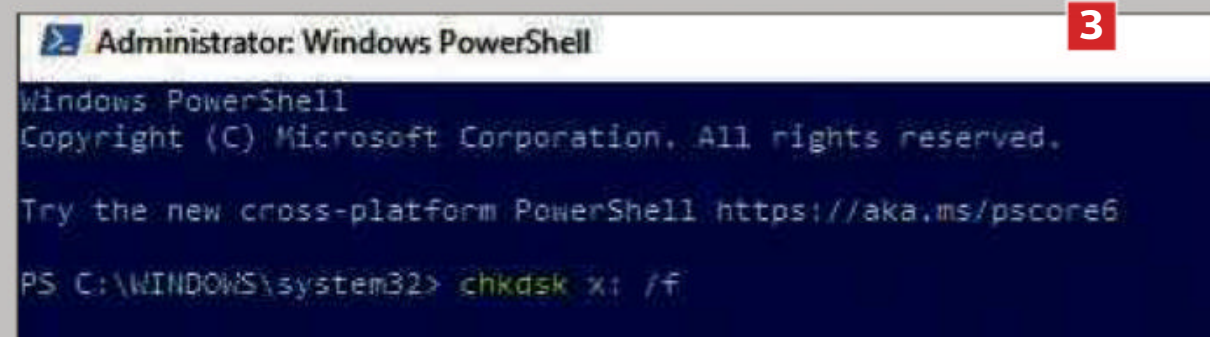 3
Administrator: Windows PowerShell
Windows PowerShell
Copyright (C) Microsoft Corporation. All rights reserved.
Try the new cross-platform PowerShell https://aka.ms/pscore6
PS C:\WINDOWS\system32> chkdsk x: /f